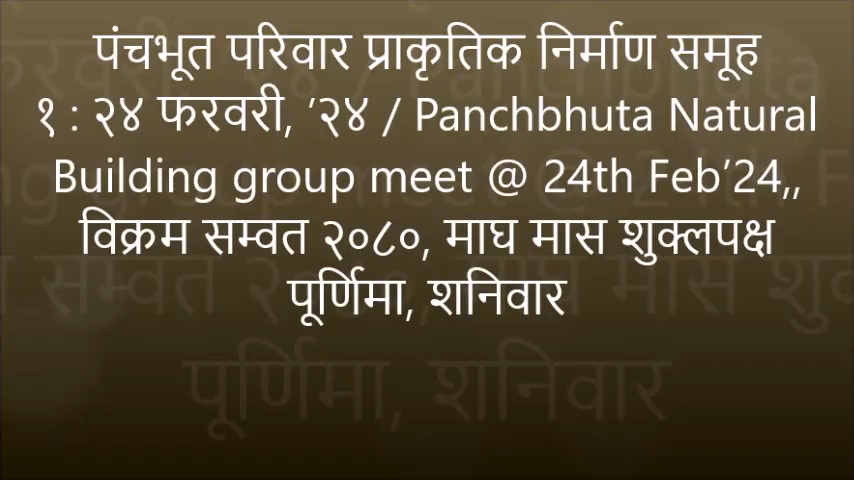 पंचभूत परिवार प्राकृतिक निर्माण समूह
१ : २४ फरवरी, ’२४ / Panchbhuta Natural
Building group meet @ 24th Feb’24,,
विक्रम सम्वत २०८०, माघ मास शुक्लपक्ष
पूर्णिमा, शनिवार